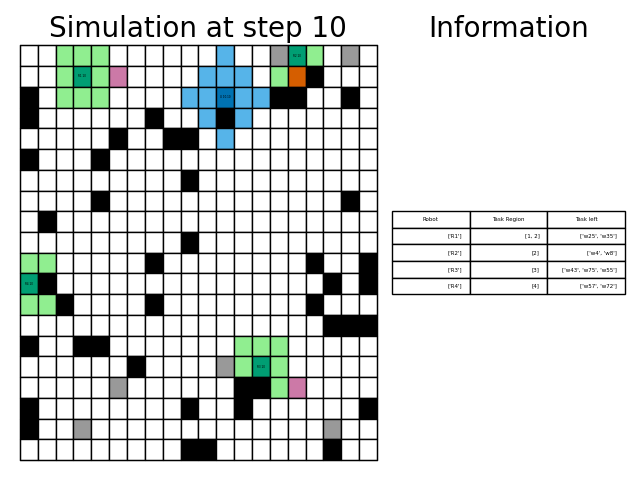 Simulation at step 10
Information
Robot Task Region Task left
['R1'] [1, 2] ['w25', 'w35']
['R2'] [2] ['w4', 'w8']
['R3'] [3] ['w43', 'w75', 'w55']
['R4'] [4] ['w57', 'w72']